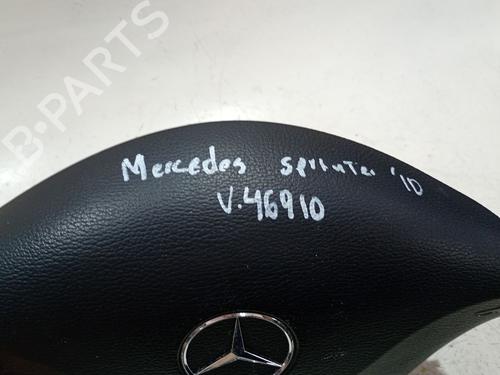 B-PARTS
Mercedes sprinter '10
V.46910